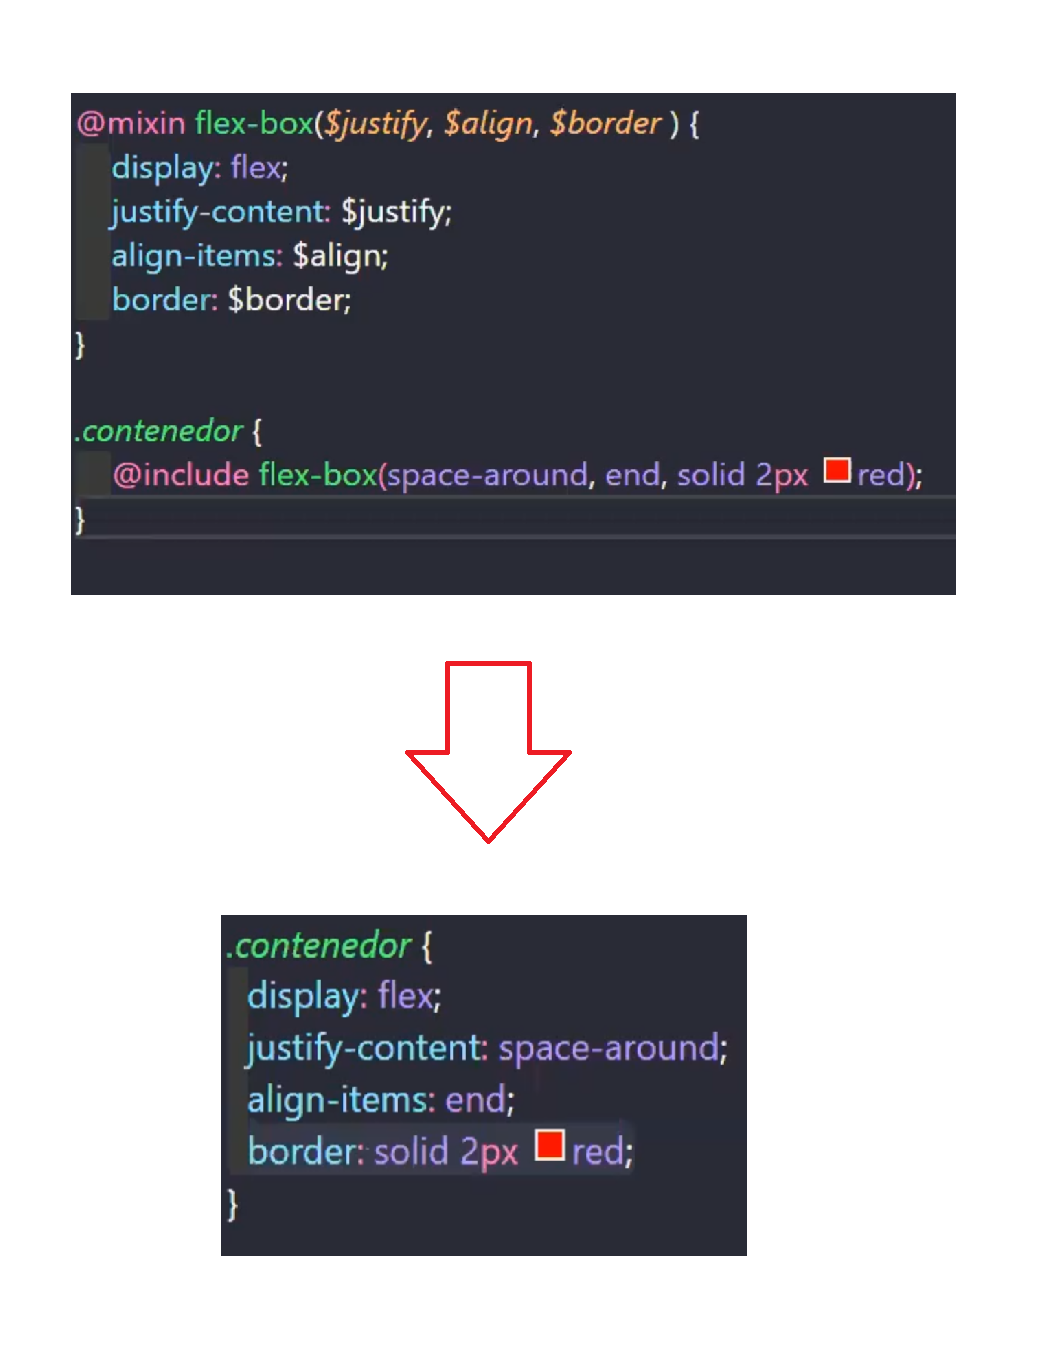 @mixin flex-box($justify, $align, $border ) {
display: flex;
justify-content: $justify;
align-items: $align;
border: $border;
}
.contenedor {
@include flex-box(space-around, end, solid 2px red);
}
.contenedor {
display: flex;
justify-content: space-around;
align-items: end;
border: solid 2px red;
}